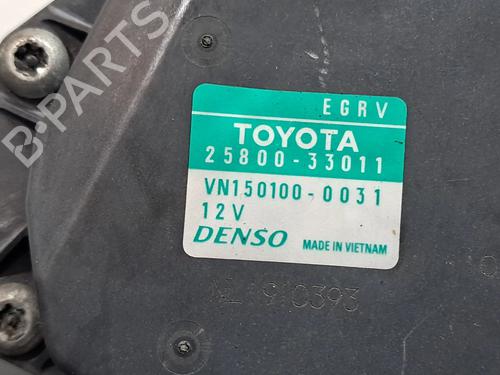 B-PARTS
EGRV
TOYOTA
25800-33011
VN150100-0031
12V
DENSO MADE IN VIETNAM